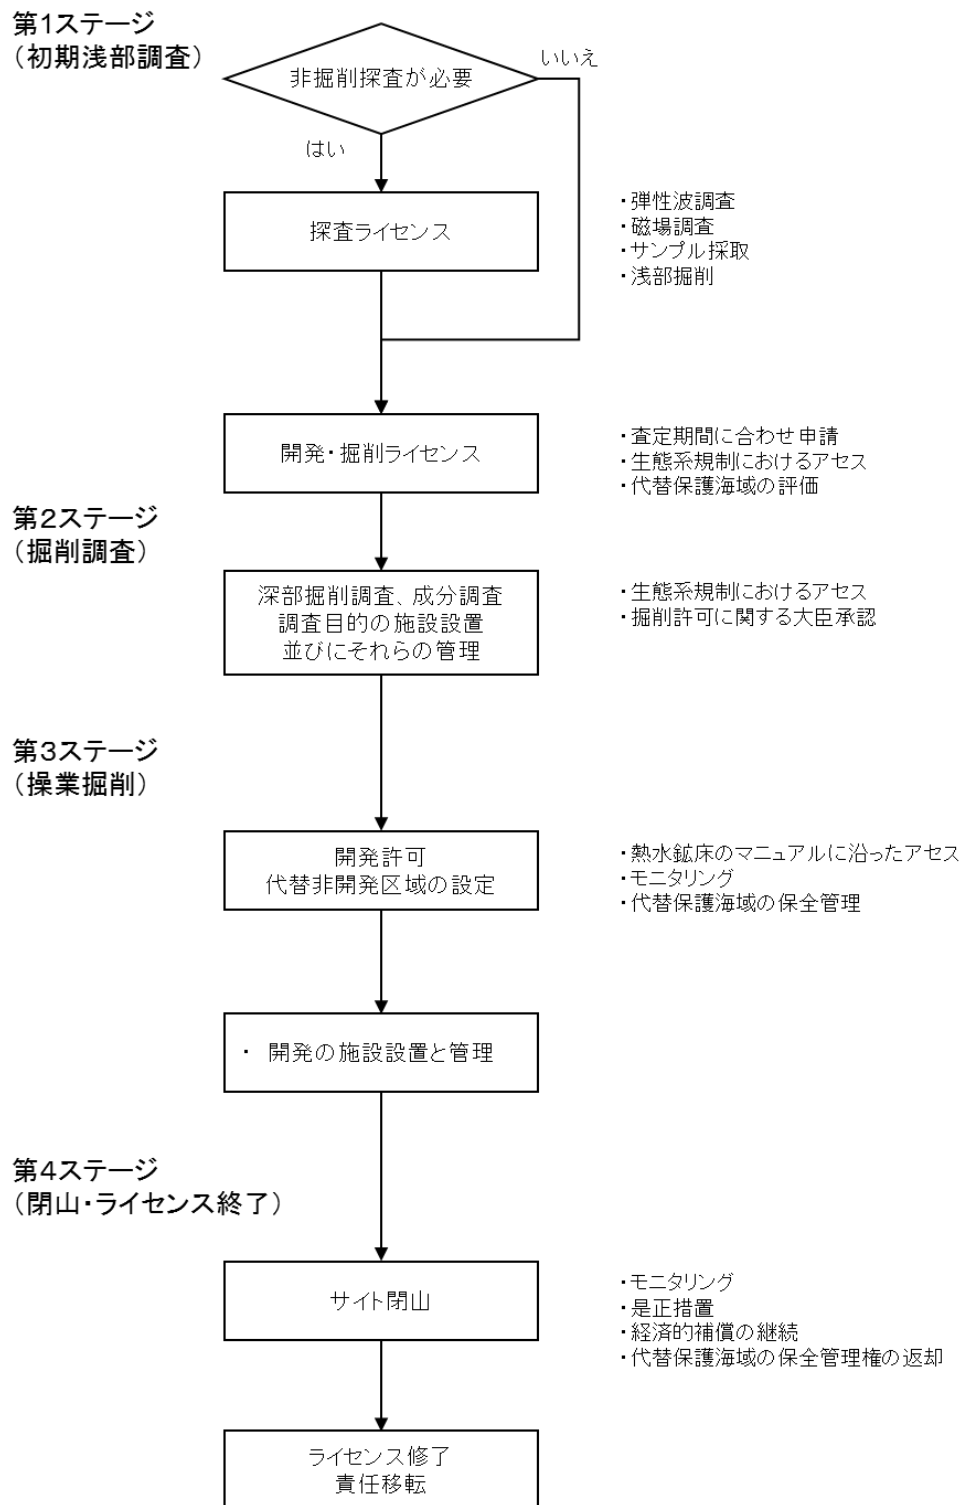 第1ステージ
（初期浅部調査）
非掘削探査が必要
いいえ
はい
探査ライセンス
・弾性波調査
・磁場調査
・サンプル採取
・浅部掘削
開発・掘削ライセンス
・査定期間に合わせ申請
・生態系規制におけるアセス
・代替保護海域の評価
第2ステージ
（掘削調査）
深部掘削調査、成分調査
調査目的の施設設置
並びにそれらの管理
・生態系規制におけるアセス
・掘削許可に関する大臣承認
第3ステージ
（操業掘削）
開発許可
代替非開発区域の設定
・熱水鉱床のマニュアルに沿ったアセス
・モニタリング
・代替保護海域の保全管理
・ 開発の施設設置と管理
第4ステージ
（閉山・ライセンス終了）
サイト閉山
・モニタリング
・是正措置
・経済的補償の継続
・代替保護海域の保全管理権の返却
ライセンス修了
責任移転